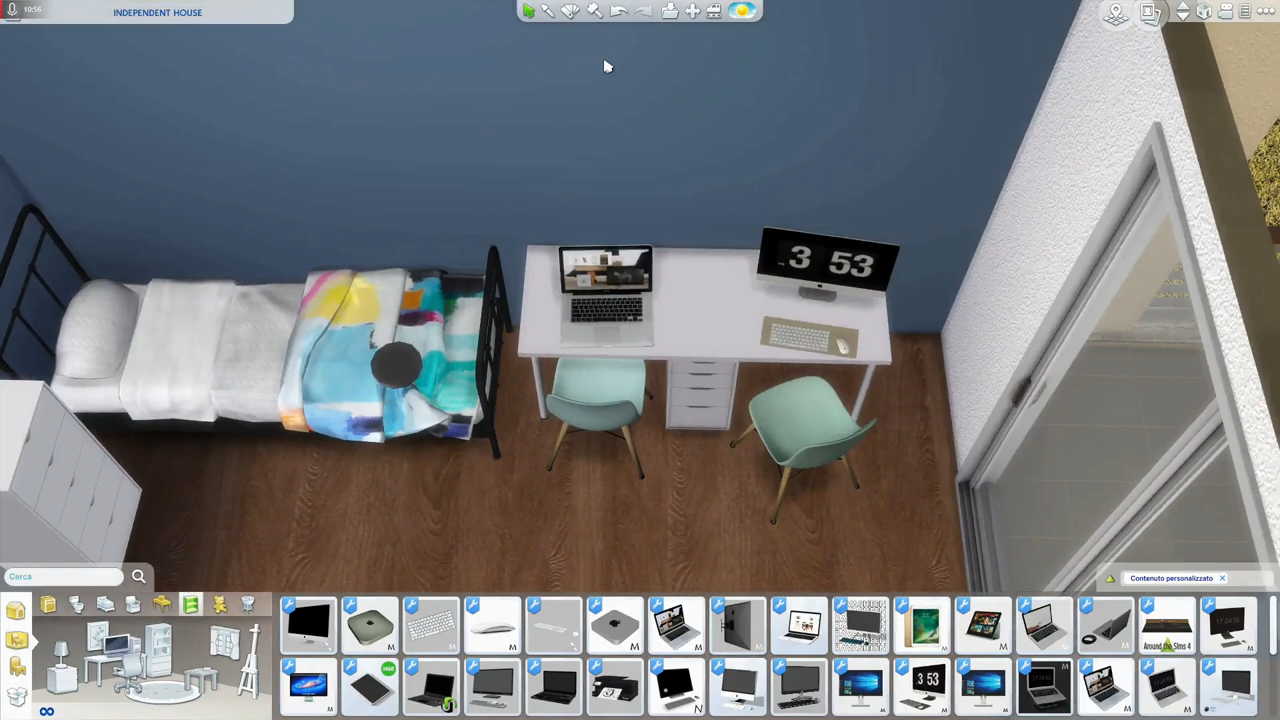 10:56
INDEPENDENT HOUSE
3 53
Cerca
Contenuto personalizzato
M M M M M M M M
Around the Sims 4
M M N M 3 53 M M M M M